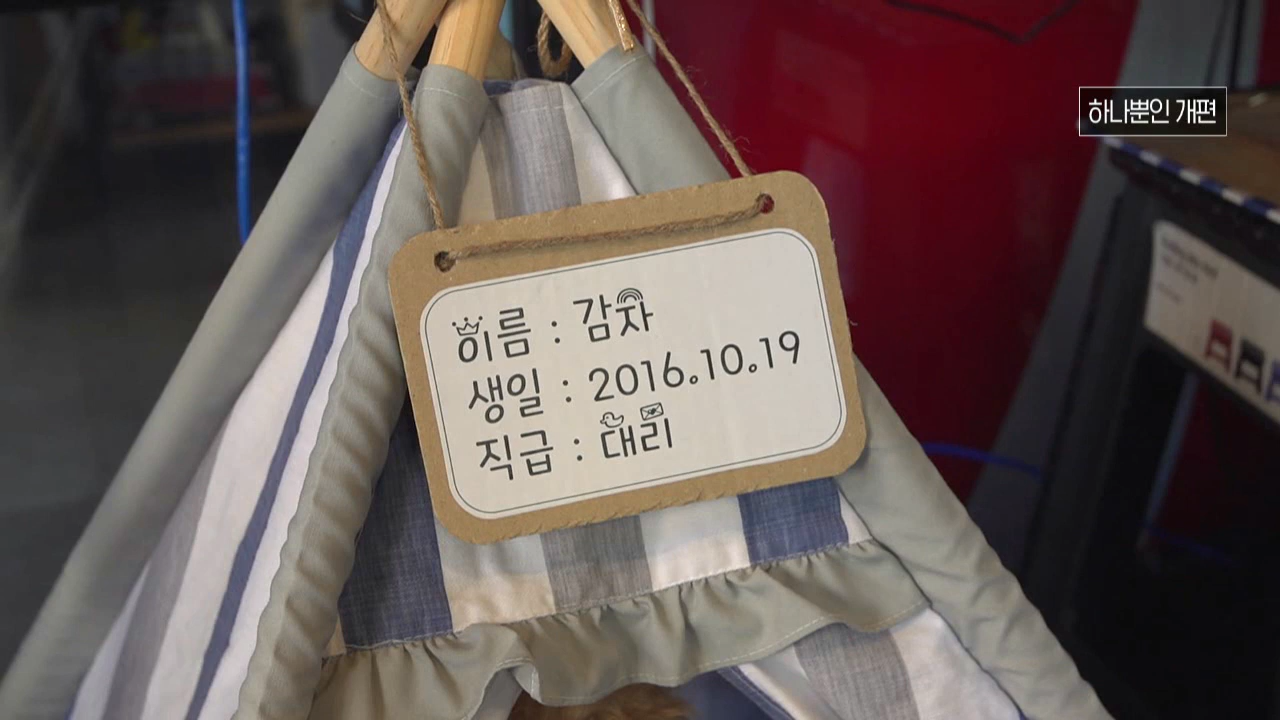 하나뿐인 개편
이름 : 감자
생일 : 2016.10.19
직급 : 대리